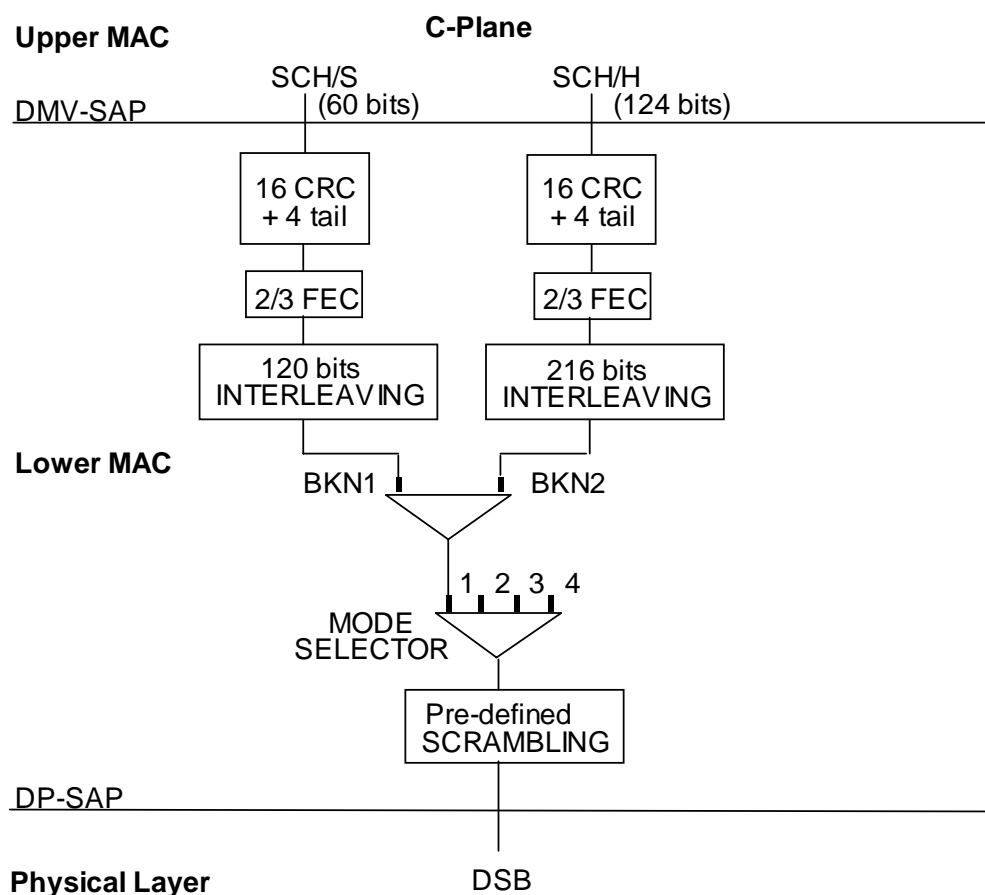 C-Plane
Upper MAC
SCH/S
SCH/H
DMV-SAP
(60 bits)
(124 bits)
16 CRC
+ 4 tail
16 CRC
+ 4 tail
2/3 FEC
2/3 FEC
120 bits
INTERLEAVING
216 bits
INTERLEAVING
Lower MAC
BKN1
BKN2
1 2 3 4
MODE
SELECTOR
Pre-defined
SCRAMBLING
DP-SAP
DSB
Physical Layer